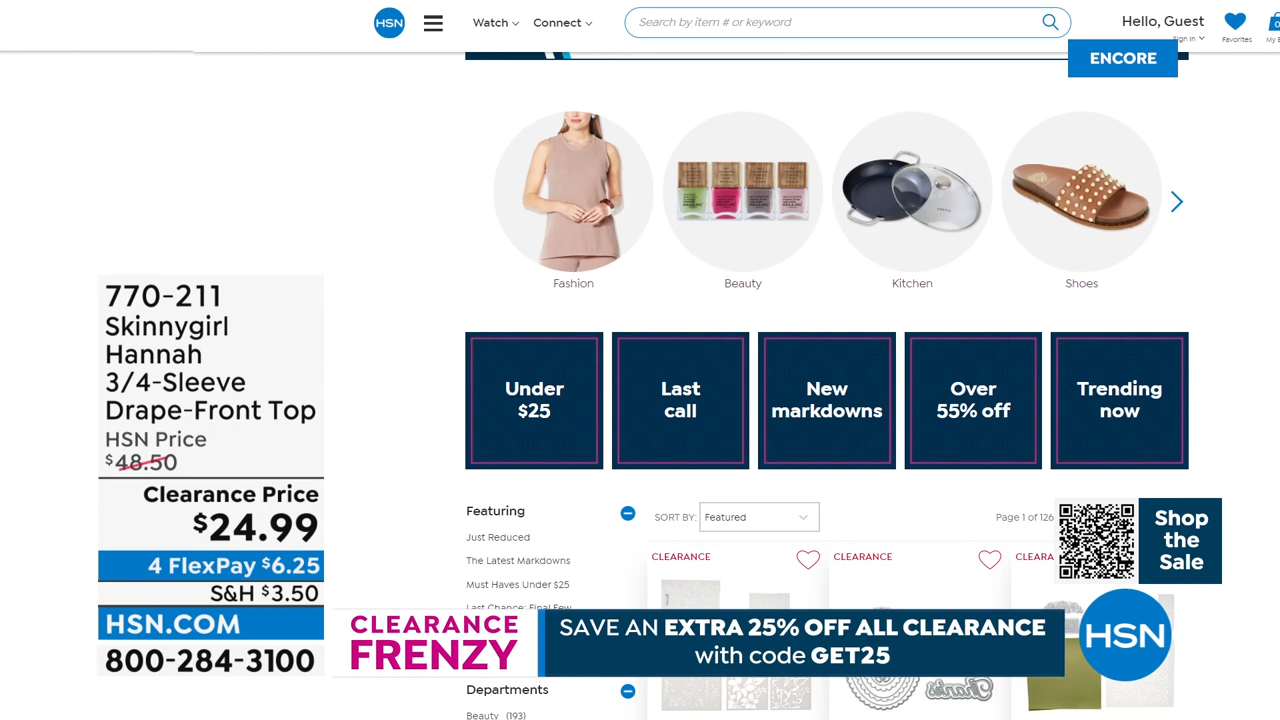 HSN
Watch
Connect
Search by item # or keyword
Hello, Guest
Sign In
Favorites
0
ENCORE
Fashion
Beauty
Kitchen
Shoes
770-211
Skinnygirl
Hannah
3/4-Sleeve
Drape-Front Top
HSN Price
$48.50
Clearance Price
$24.99
4 FlexPay $6.25
S&H $3.50
HSN.COM
800-284-3100
Under
$25
Last
call
New
markdowns
Over
55% off
Trending
now
Featuring
Just Reduced
The Latest Markdowns
Must Haves Under $25
Last Chance: Final Few
SORT BY: Featured
Page 1 of 126
CLEARANCE
CLEARANCE
CLEARA
Shop
the
Sale
CLEARANCE
FRENZY
SAVE AN EXTRA 25% OFF ALL CLEARANCE
with code GET25
HSN
Thanks
Departments
Beauty (193)